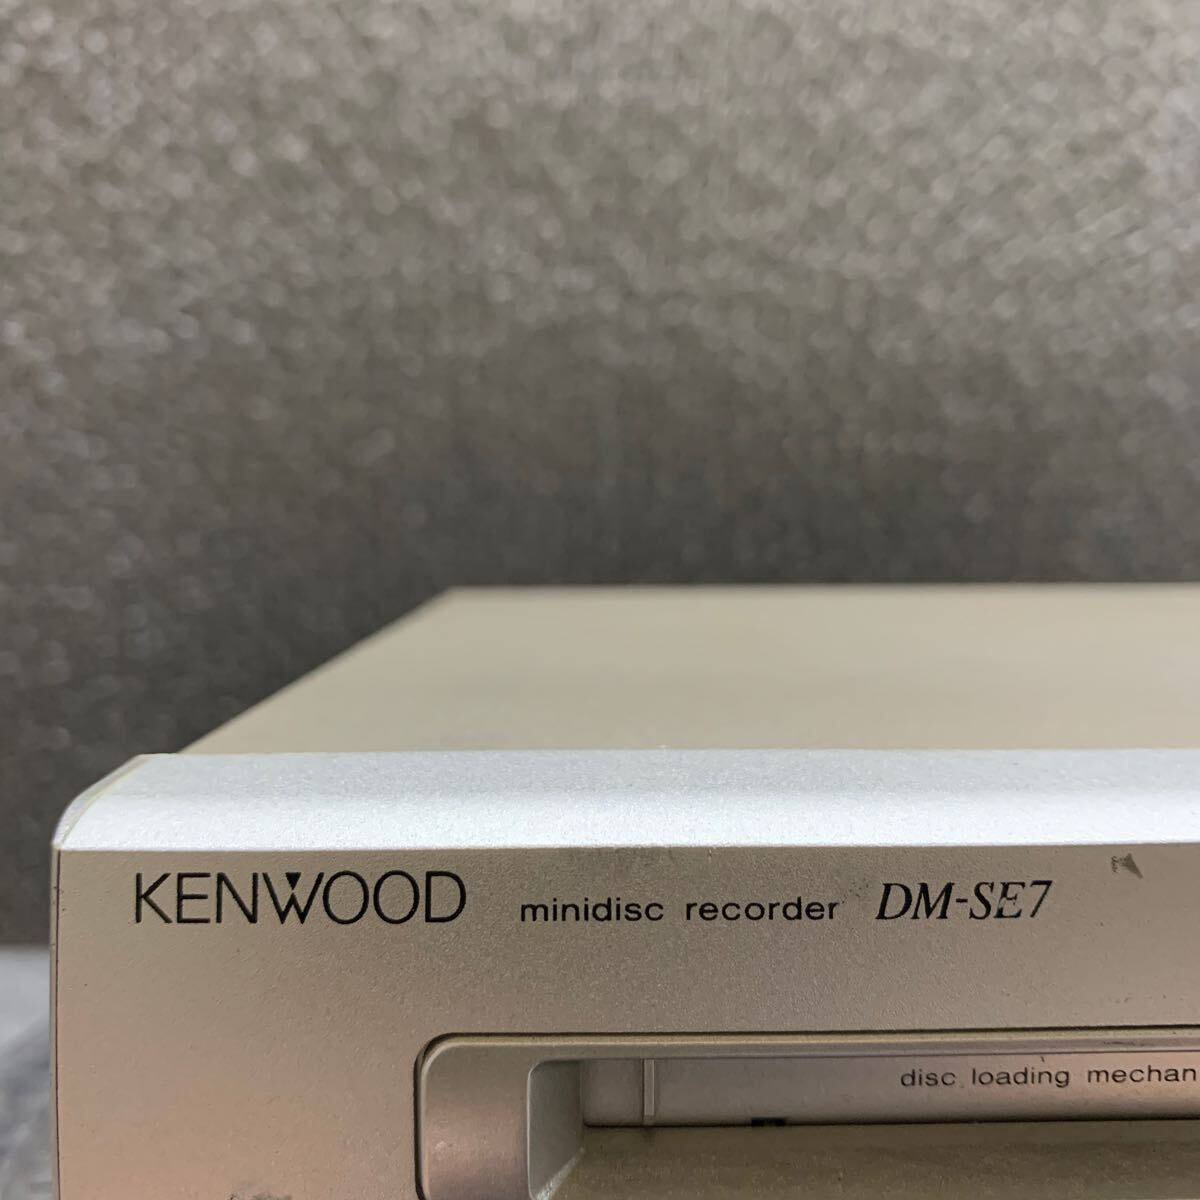 KENWOOD minidisc recorder DM-SE7
disc loading mechan